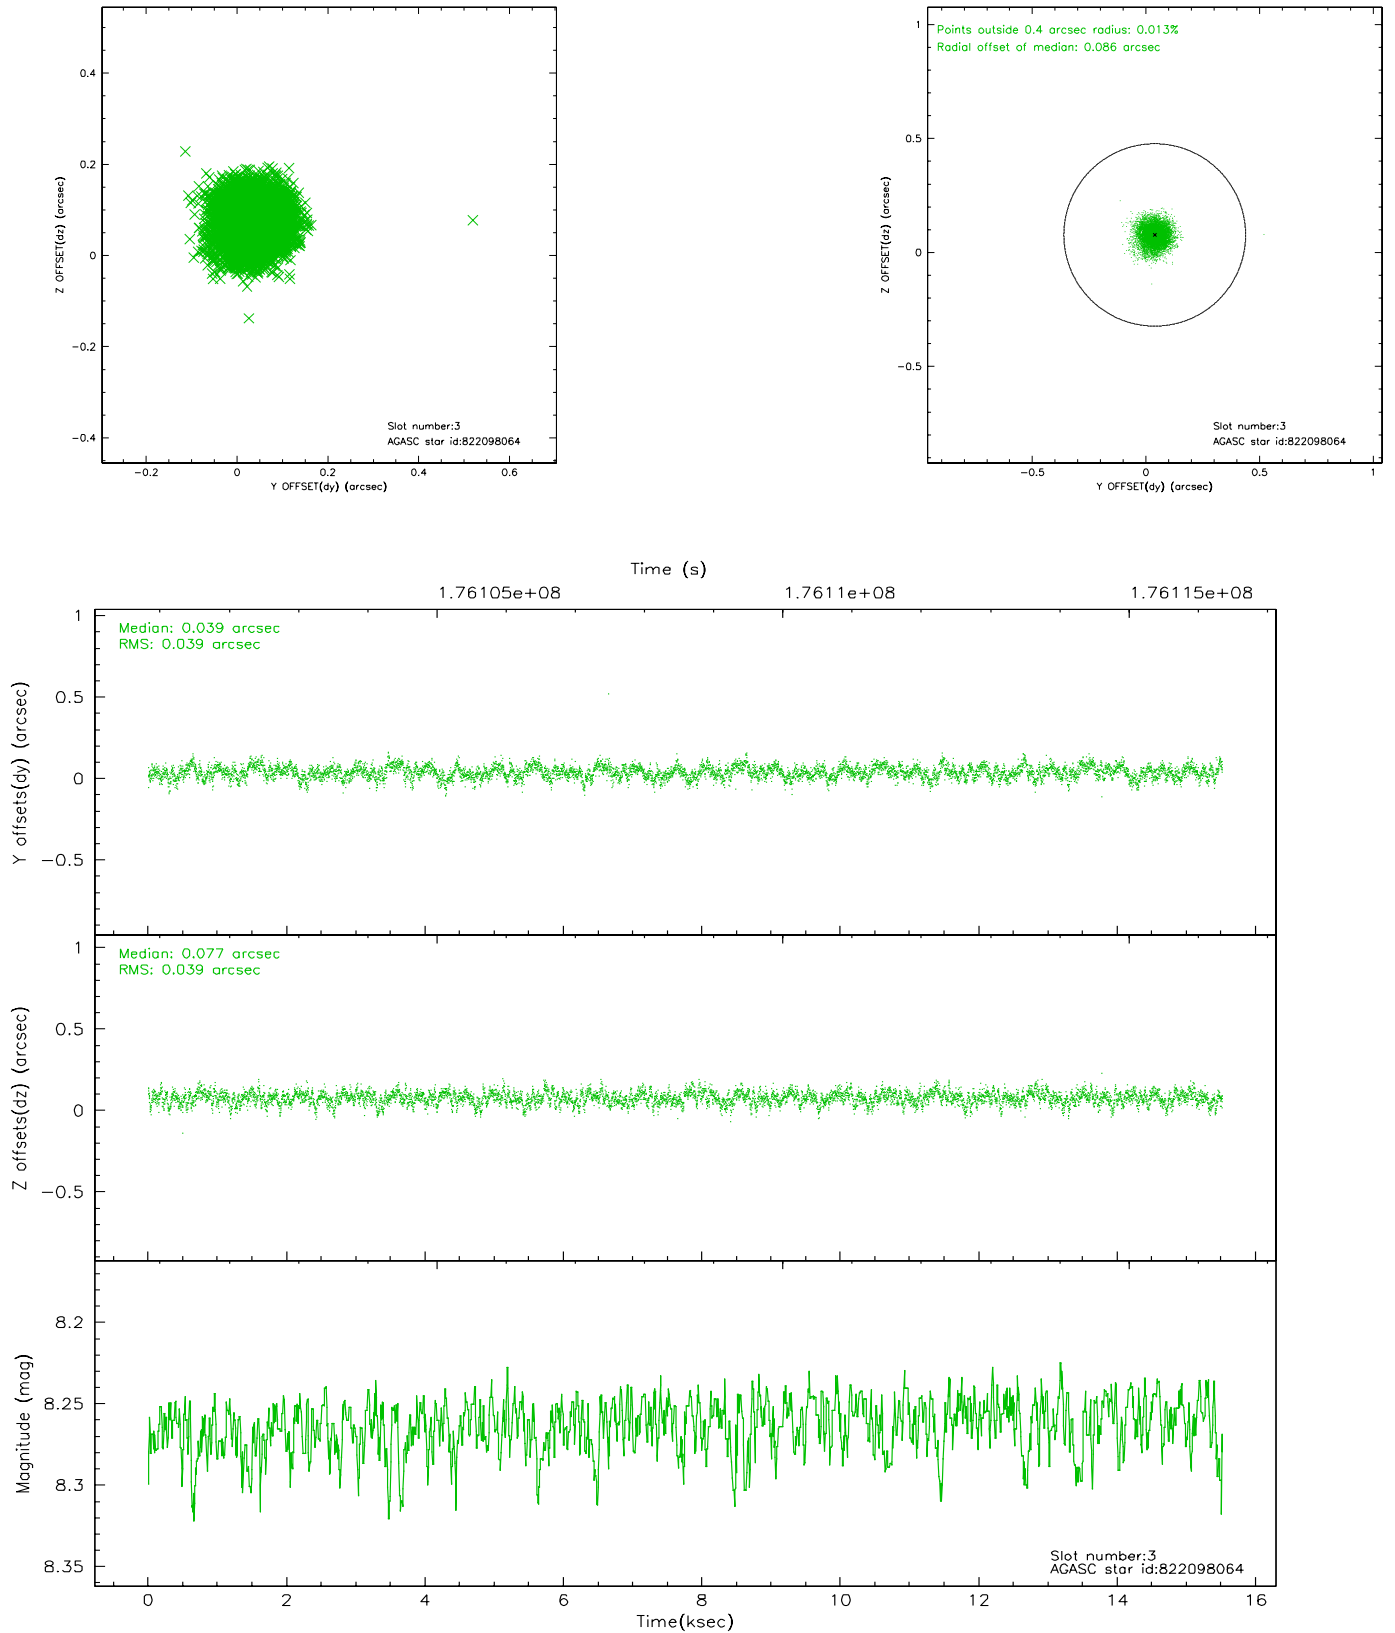 0.4
0.2
0
−0.2
−0.4
Z OFFSET(dz) (arcsec)
Slot number:3
AGASC star id:822098064
−0.2 0 0.2 0.4 0.6
Y OFFSET(dy) (arcsec)
Points outside 0.4 arcsec radius: 0.013%
Radial offset of median: 0.086 arcsec
1
0.5
0
−0.5
Z OFFSET(dz) (arcsec)
Slot number:3
AGASC star id:822098064
−0.5 0 0.5 1
Y OFFSET(dy) (arcsec)
Time (s)
1.76105e+08 1.7611e+08 1.76115e+08
Median: 0.039 arcsec
RMS: 0.039 arcsec
1
0.5
0
−0.5
Y offsets(dy) (arcsec)
Median: 0.077 arcsec
RMS: 0.039 arcsec
1
0.5
0
−0.5
Z offsets(dz) (arcsec)
8.2
8.25
8.3
8.35
Magnitude (mag)
Slot number:3
AGASC star id:822098064
0 2 4 6 8 10 12 14 16
Time(ksec)